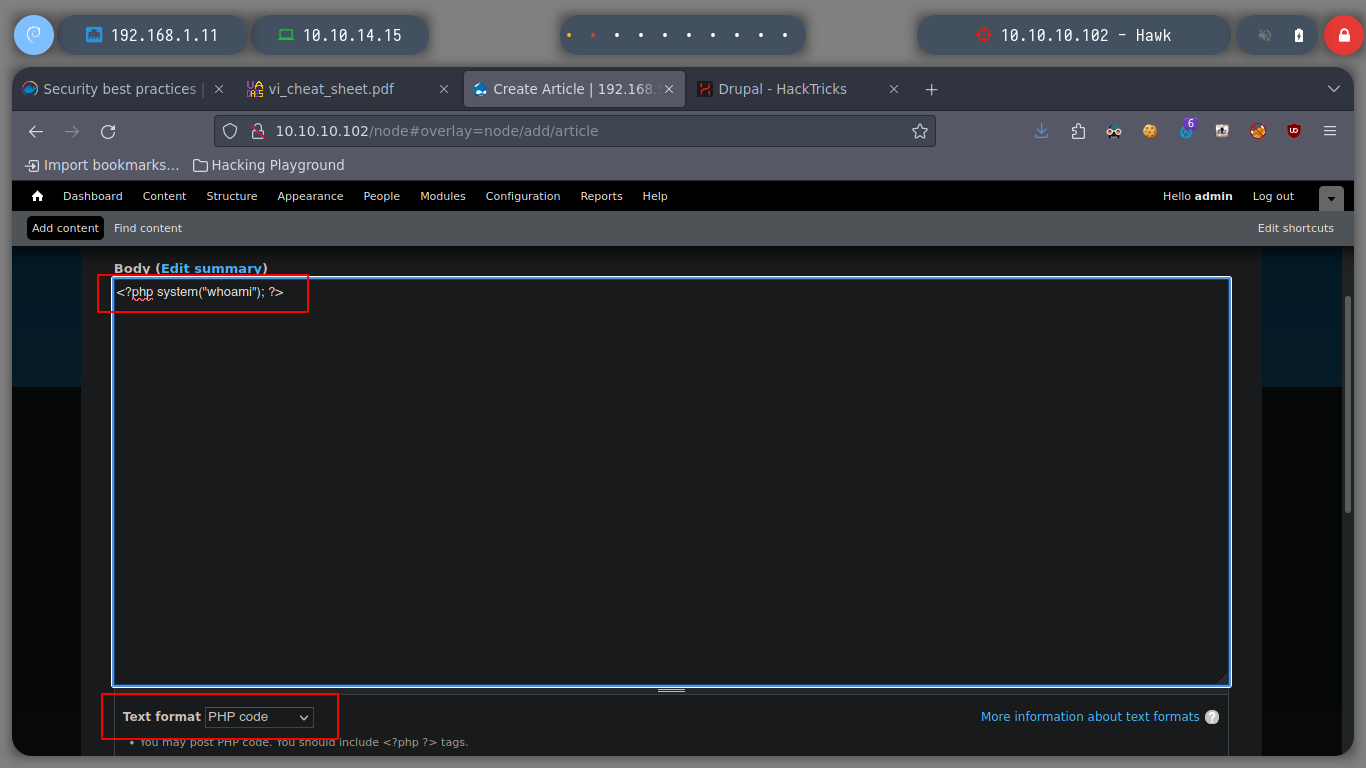 192.168.1.11
10.10.14.15
10.10.10.102 - Hawk
Security best practices |
vi_cheat_sheet.pdf
Create Article | 192.168.
Drupal - HackTricks
10.10.10.102/node#overlay=node/add/article
6
UD
Import bookmarks...
Hacking Playground
Dashboard Content Structure Appearance People Modules Configuration Reports Help
Hello admin Log out
Add content Find content
Edit shortcuts
Body (Edit summary)
<?php system("whoami"); ?>
Text format PHP code
More information about text formats ?
• You may post PHP code. You should include <?php ?> tags.